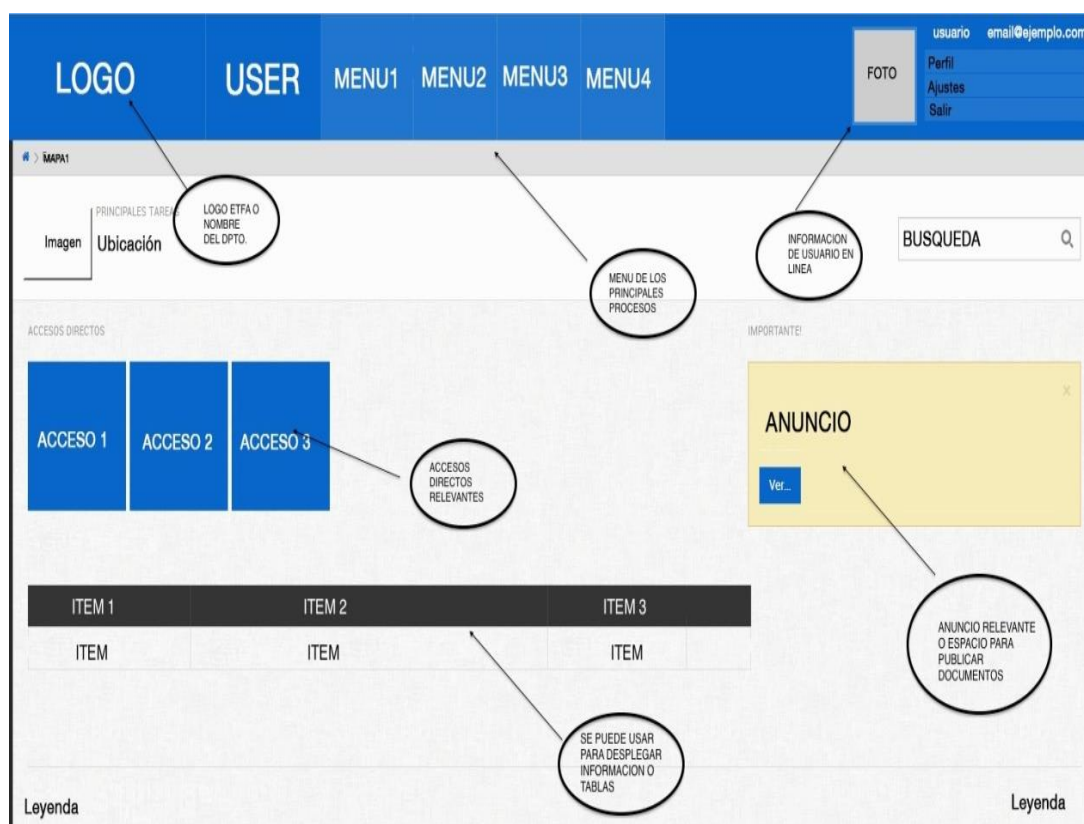 LOGO
USER
MENU1
MENU2
MENU3
MENU4
FOTO
usuario email@ejemplo.com
Perfil
Ajustes
Salir
MAPA1
PRINCIPALES TAREAS
Imagen
Ubicación
LOGO ETFA O
NOMBRE
DEL DPTO.
MENU DE LOS
PRINCIPALES
PROCESOS
INFORMACION
DE USUARIO EN
LINEA
BUSQUEDA
ACCESOS DIRECTOS
IMPORTANTE!
ACCESO 1
ACCESO 2
ACCESO 3
ACCESOS
DIRECTOS
RELEVANTES
x
ANUNCIO
Ver...
ITEM 1
ITEM 2
ITEM 3
ITEM
ITEM
ITEM
ANUNCIO RELEVANTE
O ESPACIO PARA
PUBLICAR
DOCUMENTOS
SE PUEDE USAR
PARA DESPLEGAR
INFORMACION O
TABLAS
Leyenda
Leyenda